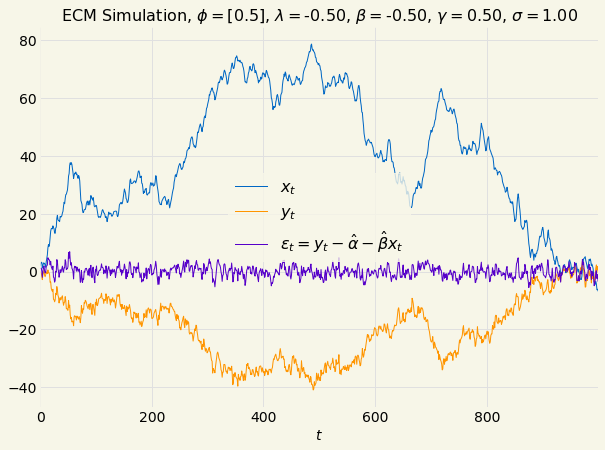 ECM Simulation, ϕ = [0.5], λ = -0.50, β = -0.50, γ = 0.50, σ = 1.00
80
60
40
20
0
−20
−40
x_t
y_t
ε_t = y_t − α̂ − β̂x_t
0 200 400 600 800
t